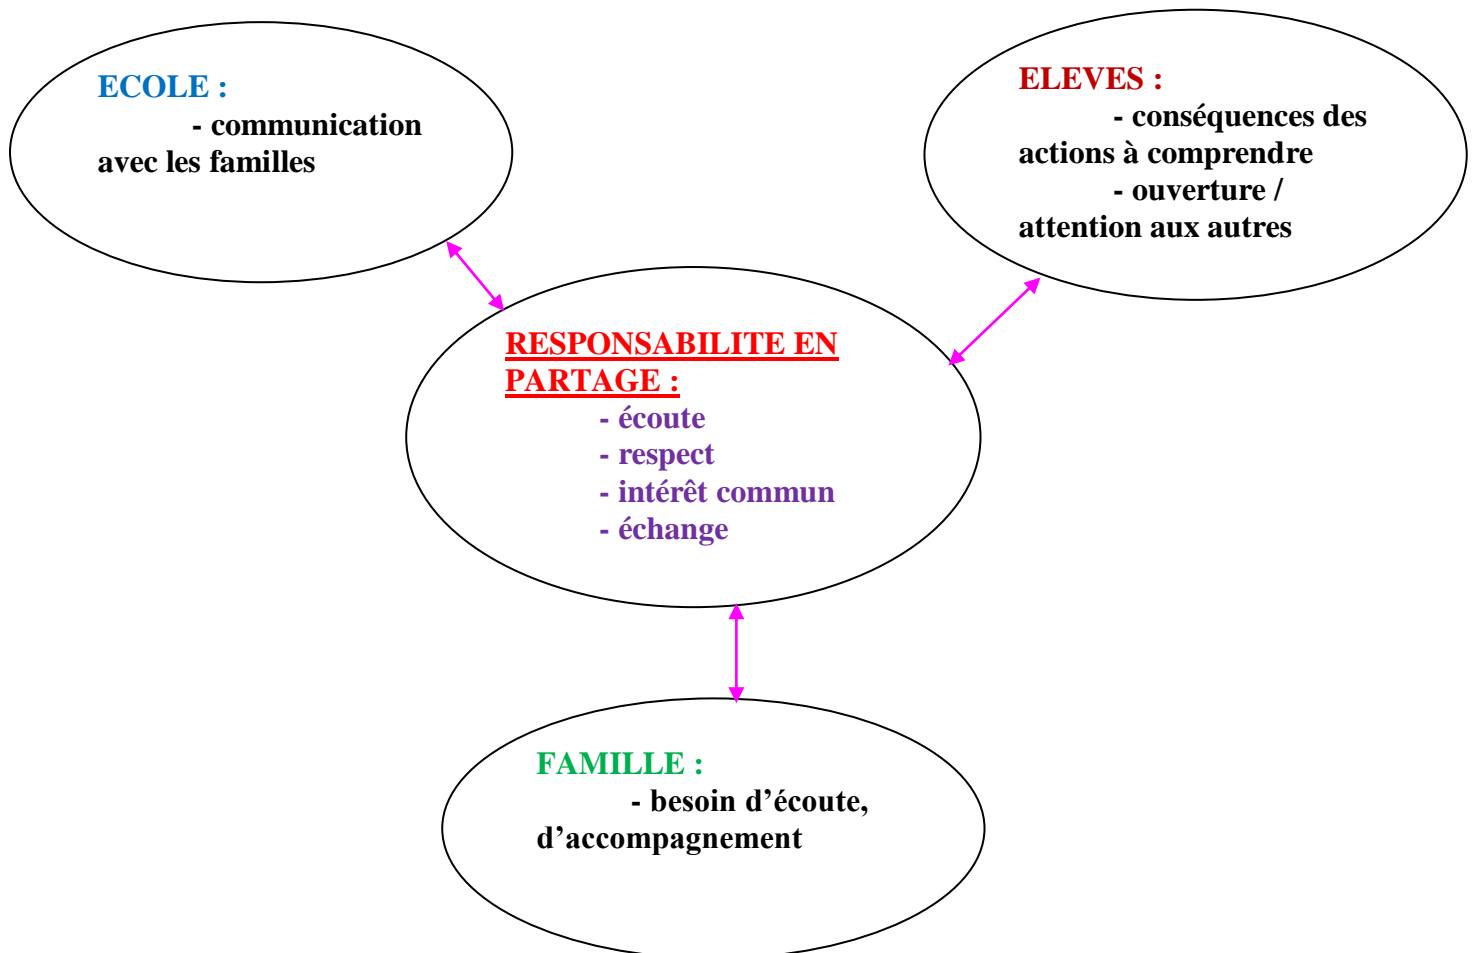 ECOLE :
- communication
avec les familles
ELEVES :
- conséquences des
actions à comprendre
- ouverture /
attention aux autres
RESPONSABILITE EN
PARTAGE :
- écoute
- respect
- intérêt commun
- échange
FAMILLE :
- besoin d’écoute,
d’accompagnement